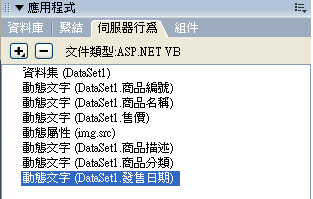 應用程式
資料庫 繫結 伺服器行為 組件
文件類型:ASP.NET VB
資料集 (DataSet1)
動態文字 (DataSet1.商品編號)
動態文字 (DataSet1.商品名稱)
動態文字 (DataSet1.售價)
動態屬性 (img.src)
動態文字 (DataSet1.商品描述)
動態文字 (DataSet1.商品分類)
動態文字 (DataSet1.發售日期)